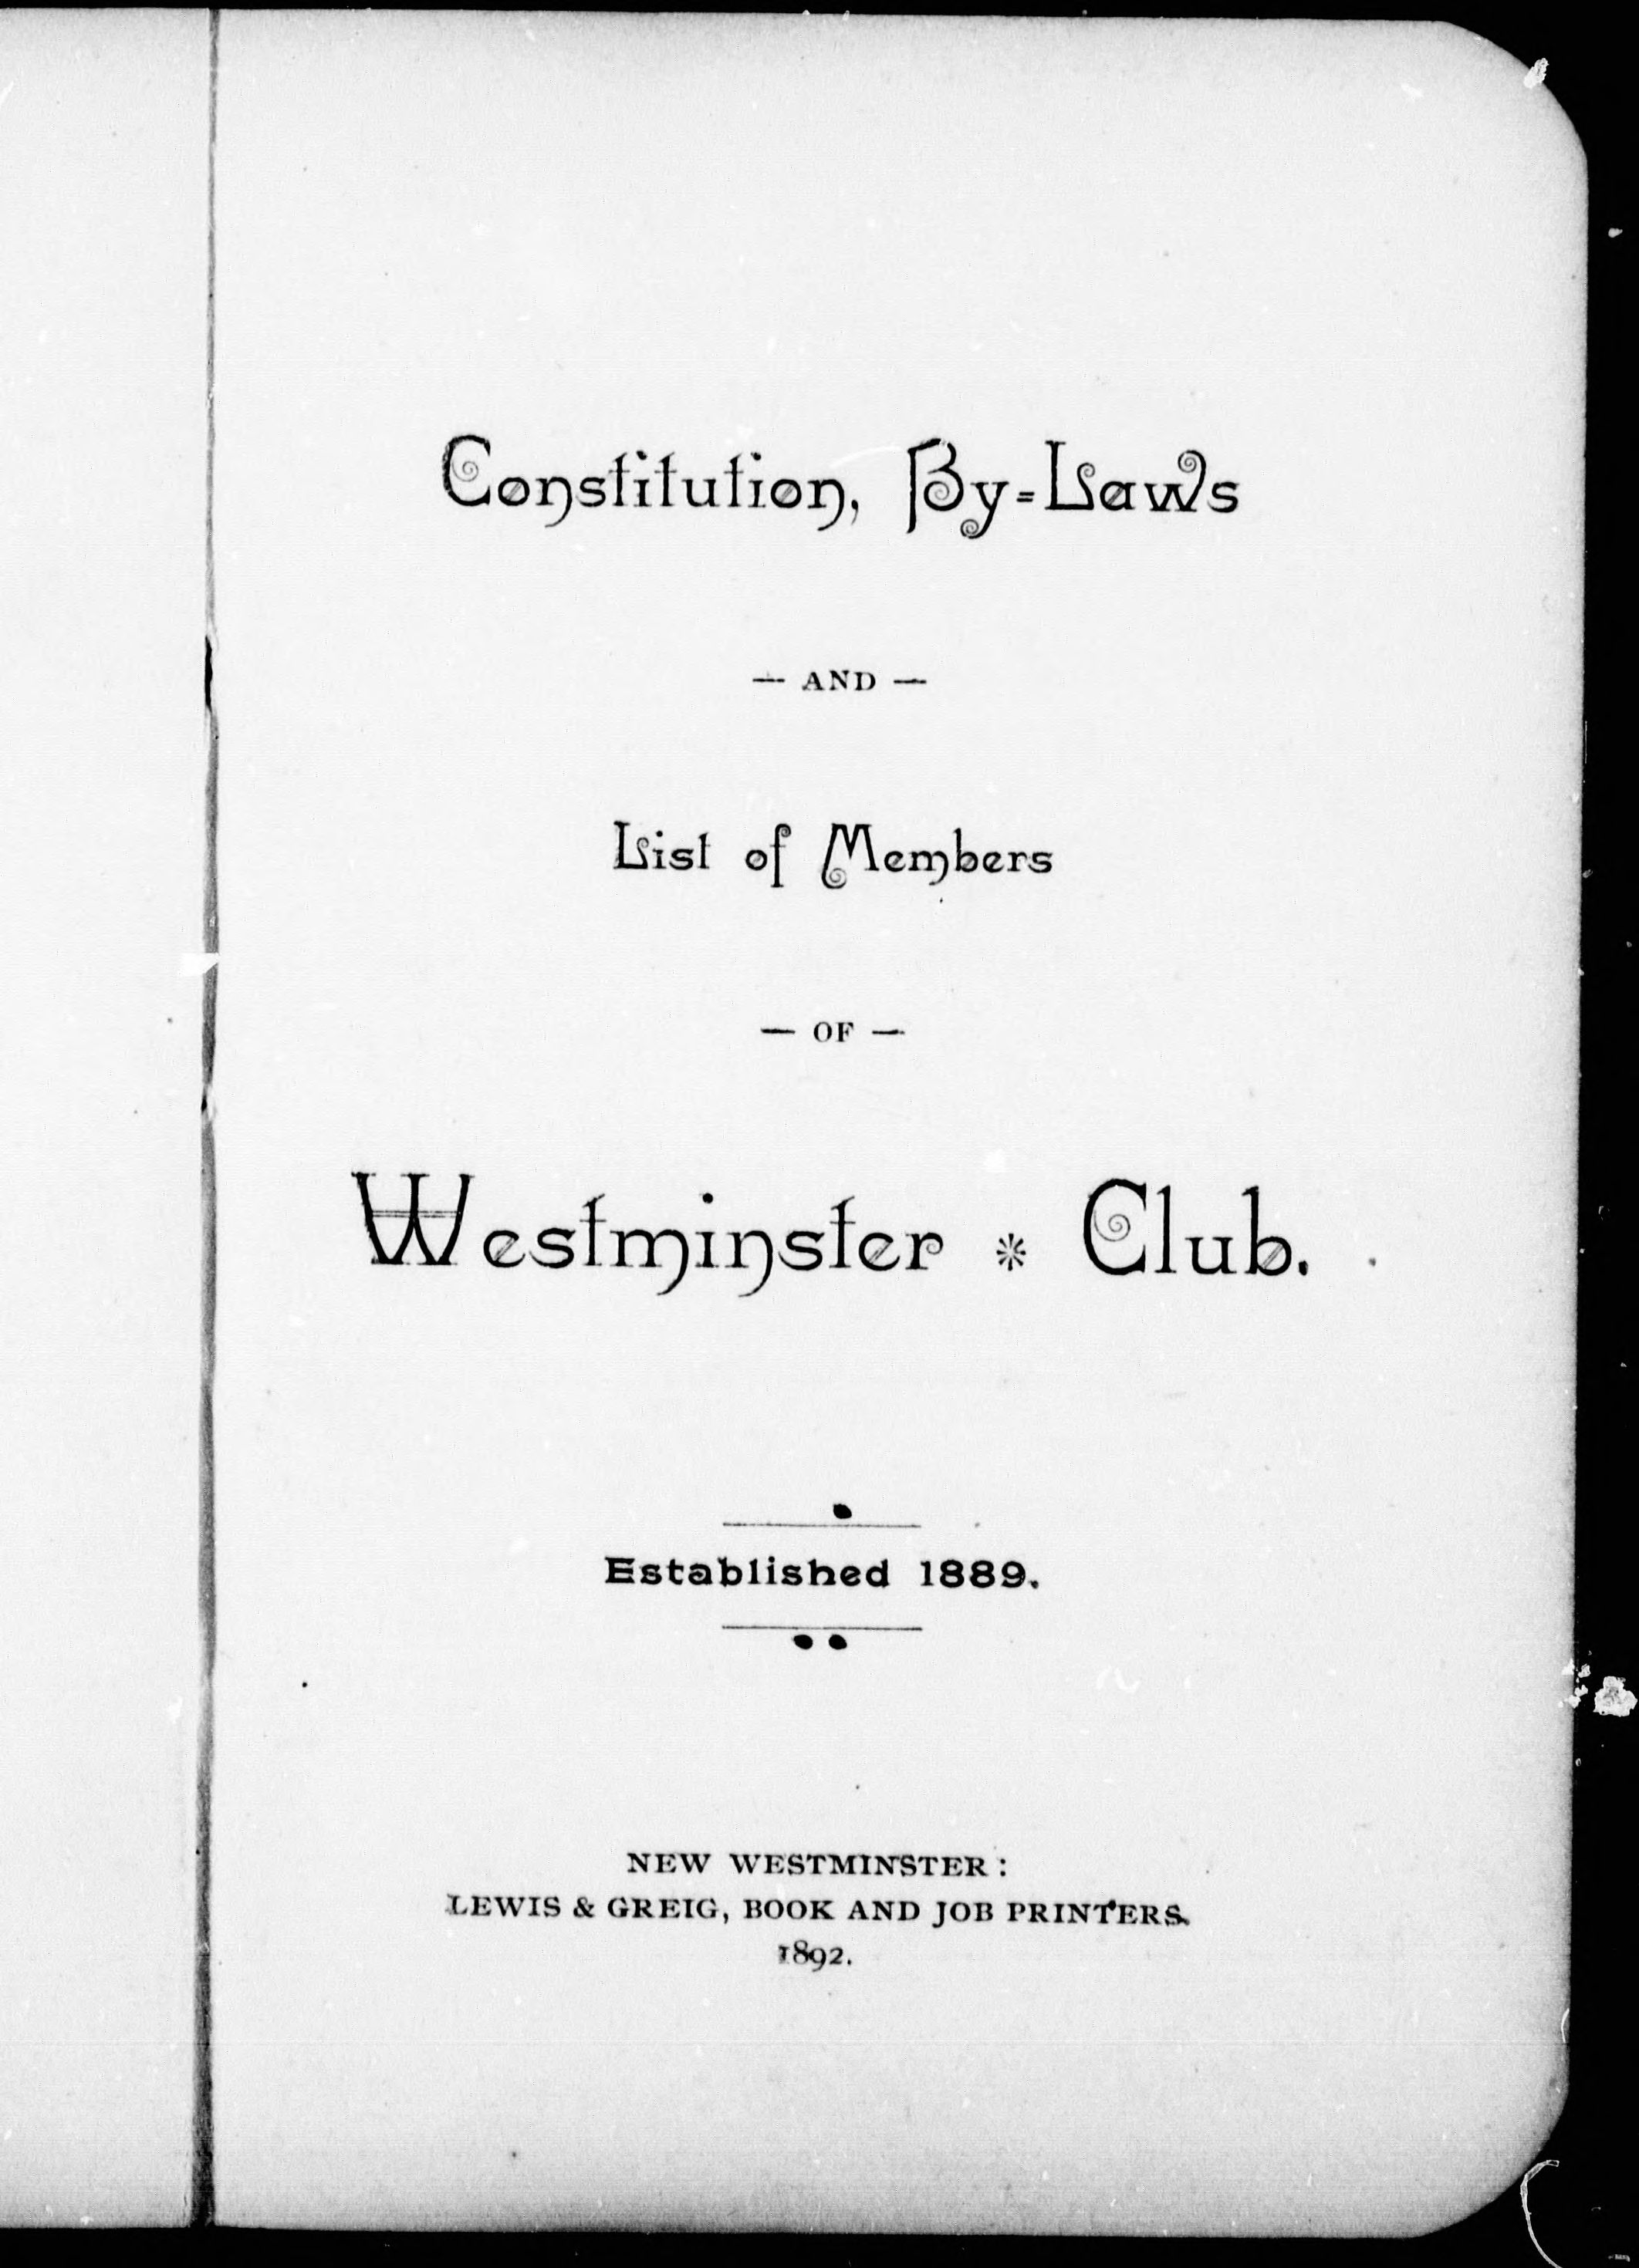 Constitution, By-Laws
— AND —
List of Members
— OF —
Westminster * Club.
Established 1889.
NEW WESTMINSTER:
LEWIS & GREIG, BOOK AND JOB PRINTERS.
1892.